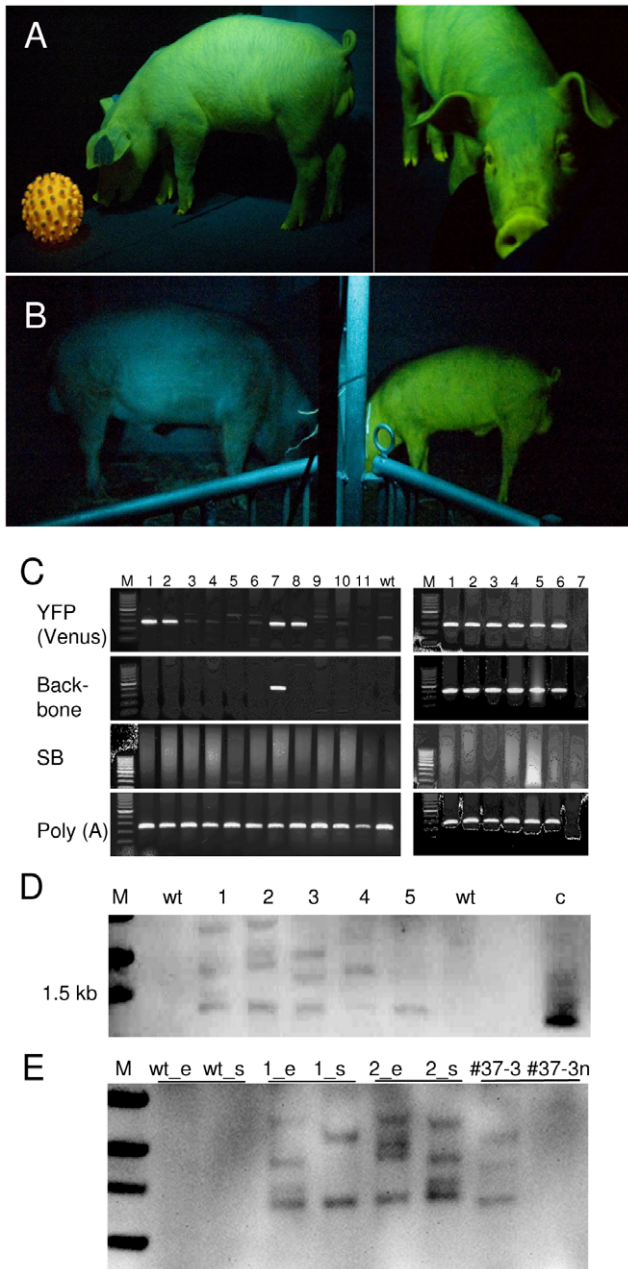 A
B
C
M 1 2 3 4 5 6 7 8 9 10 11 wt M 1 2 3 4 5 6 7
YFP
(Venus)
Back-
bone
SB
Poly (A)
D
M wt 1 2 3 4 5 wt c
1.5 kb
E
M wt_e wt_s 1_e 1_s 2_e 2_s #37-3 #37-3n